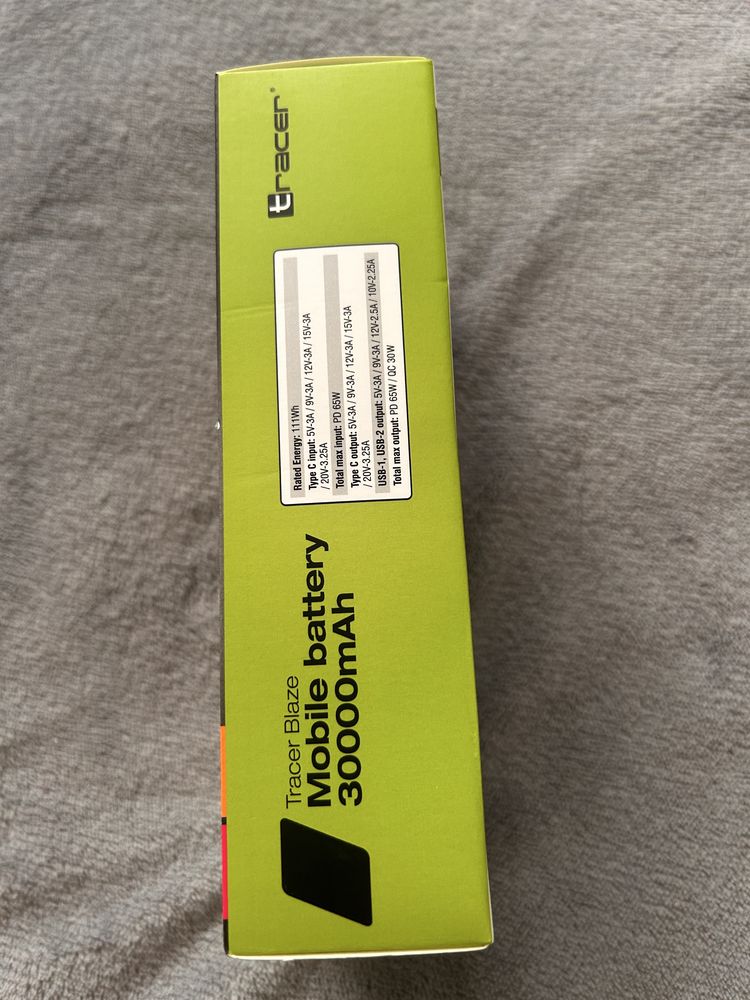 tracer®
Rated Energy: 111Wh
Type C input: 5V-3A / 9V-3A / 12V-3A / 15V-3A
/ 20V-3.25A
Total max input: PD 65W
Type C output: 5V-3A / 9V-3A / 12V-3A / 15V-3A
/ 20V-3.25A
USB-1, USB-2 output: 5V-3A / 9V-3A / 12V-2.5A / 10V-2.25A
Total max output: PD 65W / QC 30W
Tracer Blaze
Mobile battery
30000mAh